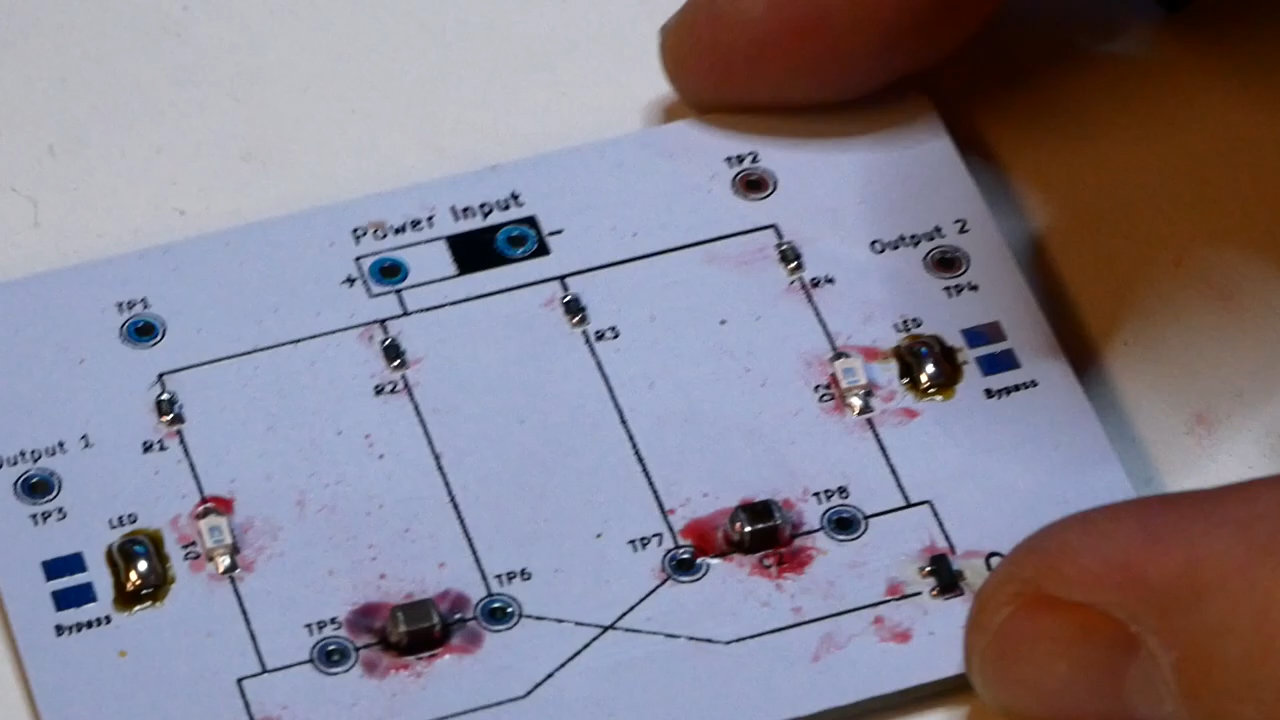 TP2
Power Input
+
-
Output 2
TP4
TP1
R4
LED
R3
R2
D2
Bypass
R1
utput 1
TP3
LED
D1
TP8
TP7
C2
TP6
TP5
Bypass